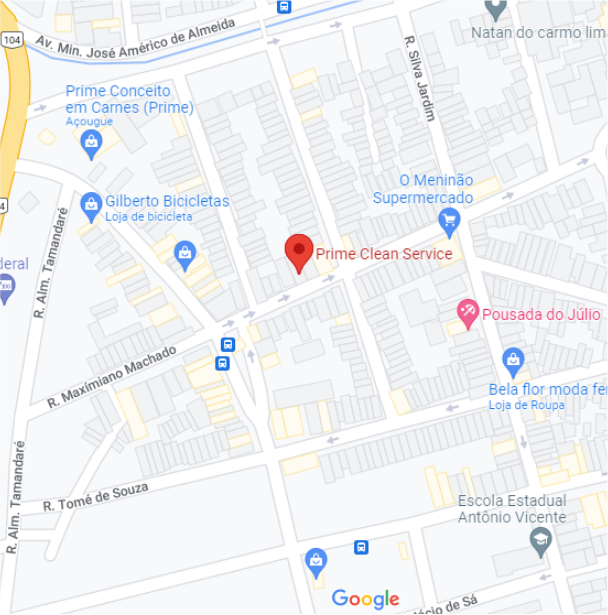 104
Av. Min. José Américo de Almeida
Natan do carmo lim
R. Silva Jardim
Prime Conceito
em Carnes (Prime)
Açougue
O Meninão
Supermercado
Gilberto Bicicletas
Loja de bicicleta
4
R. Alm. Tamandaré
Prime Clean Service
deral
Pousada do Júlio
R. Maximiano Machado
Bela flor moda fe
Loja de Roupa
R. Alm. Tamandaré
R. Tomé de Souza
Escola Estadual
Antônio Vicente
Google
ácio de Sá